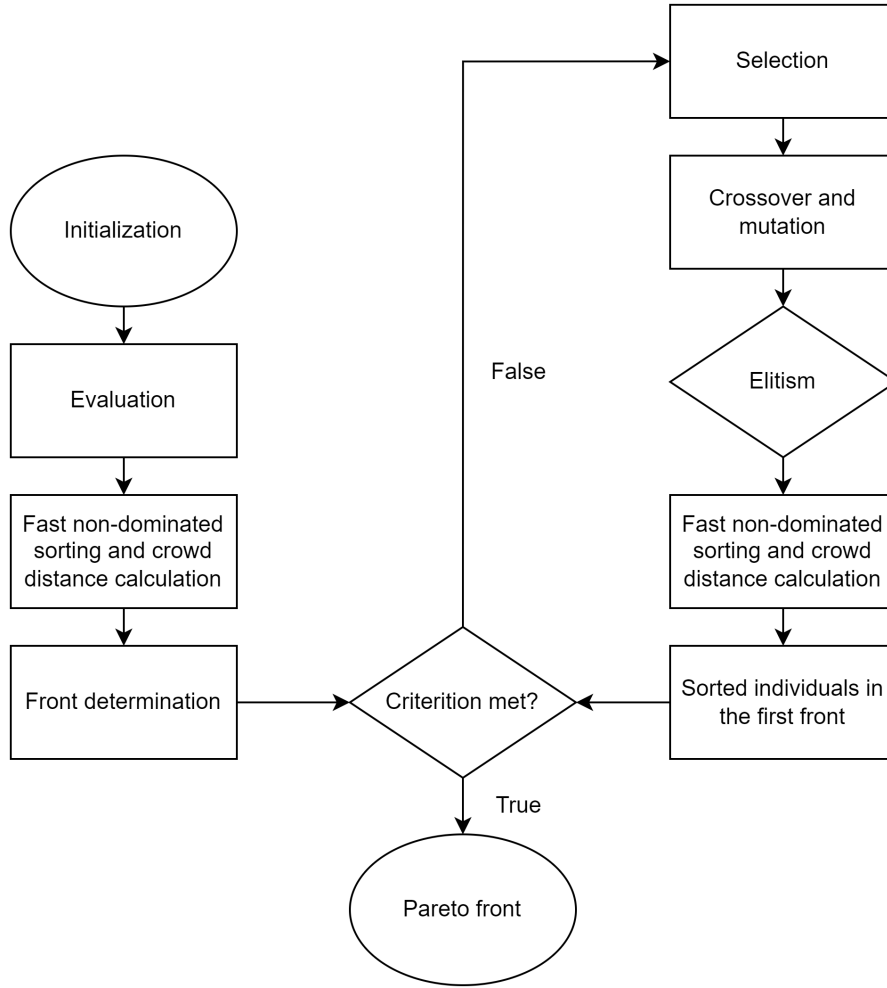 Initialization
Evaluation
Fast non-dominated
sorting and crowd
distance calculation
Front determination
Criterition met?
False
True
Pareto front
Selection
Crossover and
mutation
Elitism
Fast non-dominated
sorting and crowd
distance calculation
Sorted individuals in
the first front